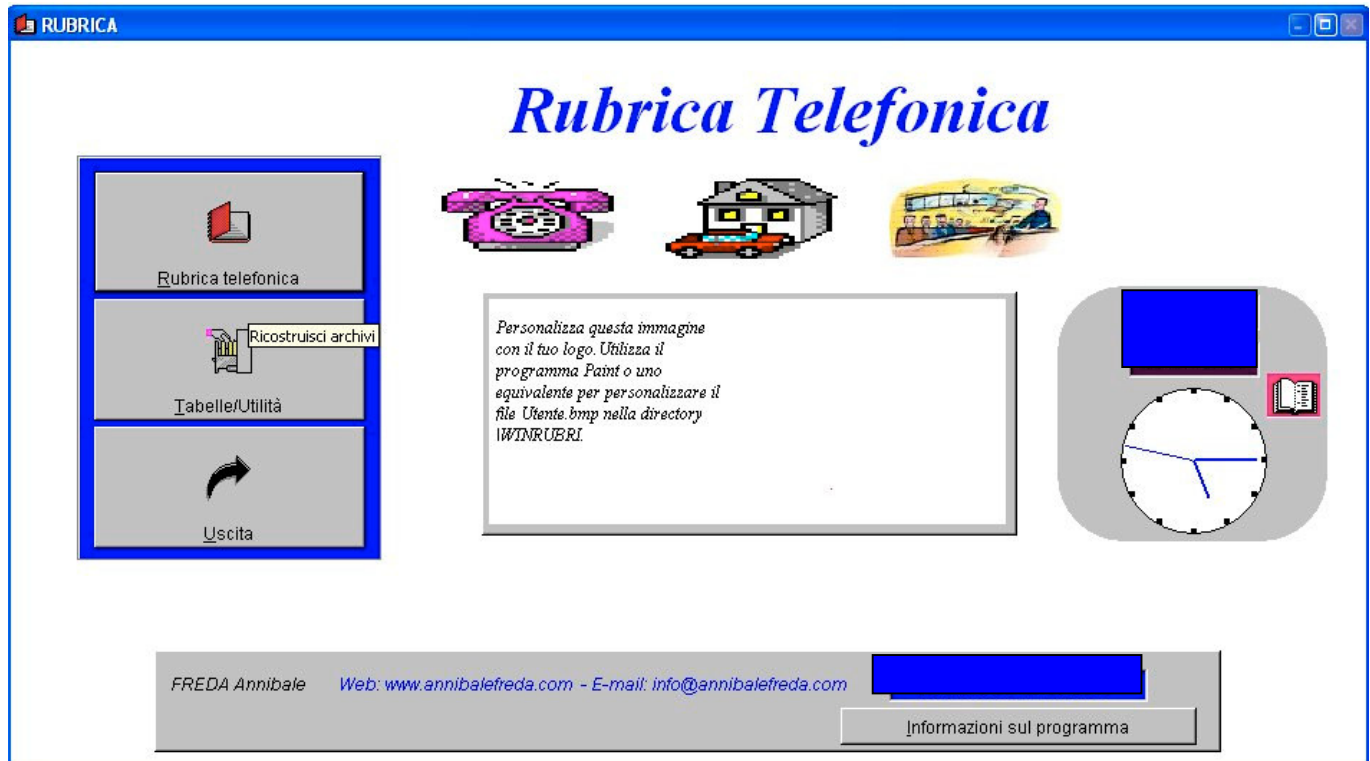 RUBRICA
Rubrica Telefonica
Rubrica telefonica
Ricostruisci archivi
Tabelle/Utilità
Uscita
Personalizza questa immagine
con il tuo logo. Utilizza il
programma Paint o uno
equivalente per personalizzare il
file Utente.bmp nella directory
\WINRUBRI.
FREDA Annibale Web: www.annibalefreda.com - E-mail: info@annibalefreda.com
Informazioni sul programma